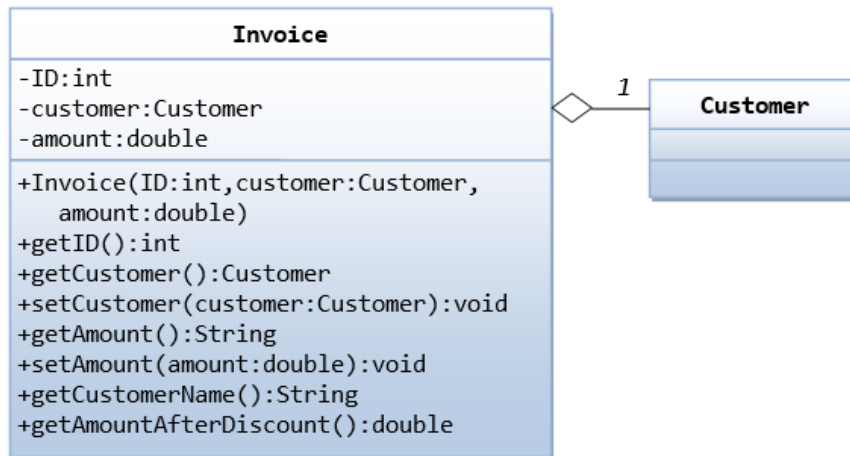 Invoice
-ID:int
-customer:Customer
-amount:double
+Invoice(ID:int,customer:Customer,
amount:double)
+getID():int
+getCustomer():Customer
+setCustomer(customer:Customer):void
+getAmount():String
+setAmount(amount:double):void
+getCustomerName():String
+getAmountAfterDiscount():double
1
Customer